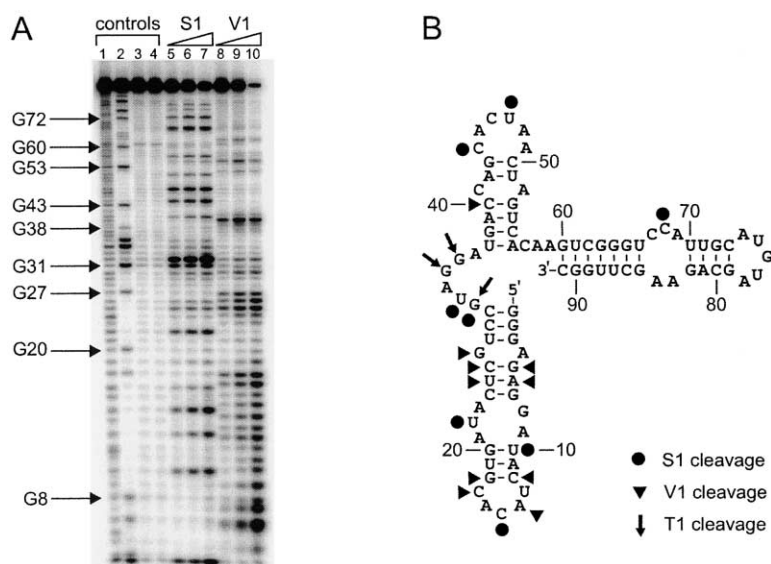 A
controls S1 V1
1 2 3 4 5 6 7 8 9 10
G72
G60
G53
G43
G38
G31
G27
G20
G8
B
C U
A A
C A
G C 50
A U
C A
40 C G
A U
G C
60 70
U A C A A G U C G G G U C C A U U G C A U G
3'- C G G U U C G A A G A C G A U
90 80
A G G A U G
5'
C G
C G
U G
G A
C G
U A
C G
A G
U A
A U 10
20 G A
U C
G U
C A
A C
S1 cleavage
V1 cleavage
T1 cleavage